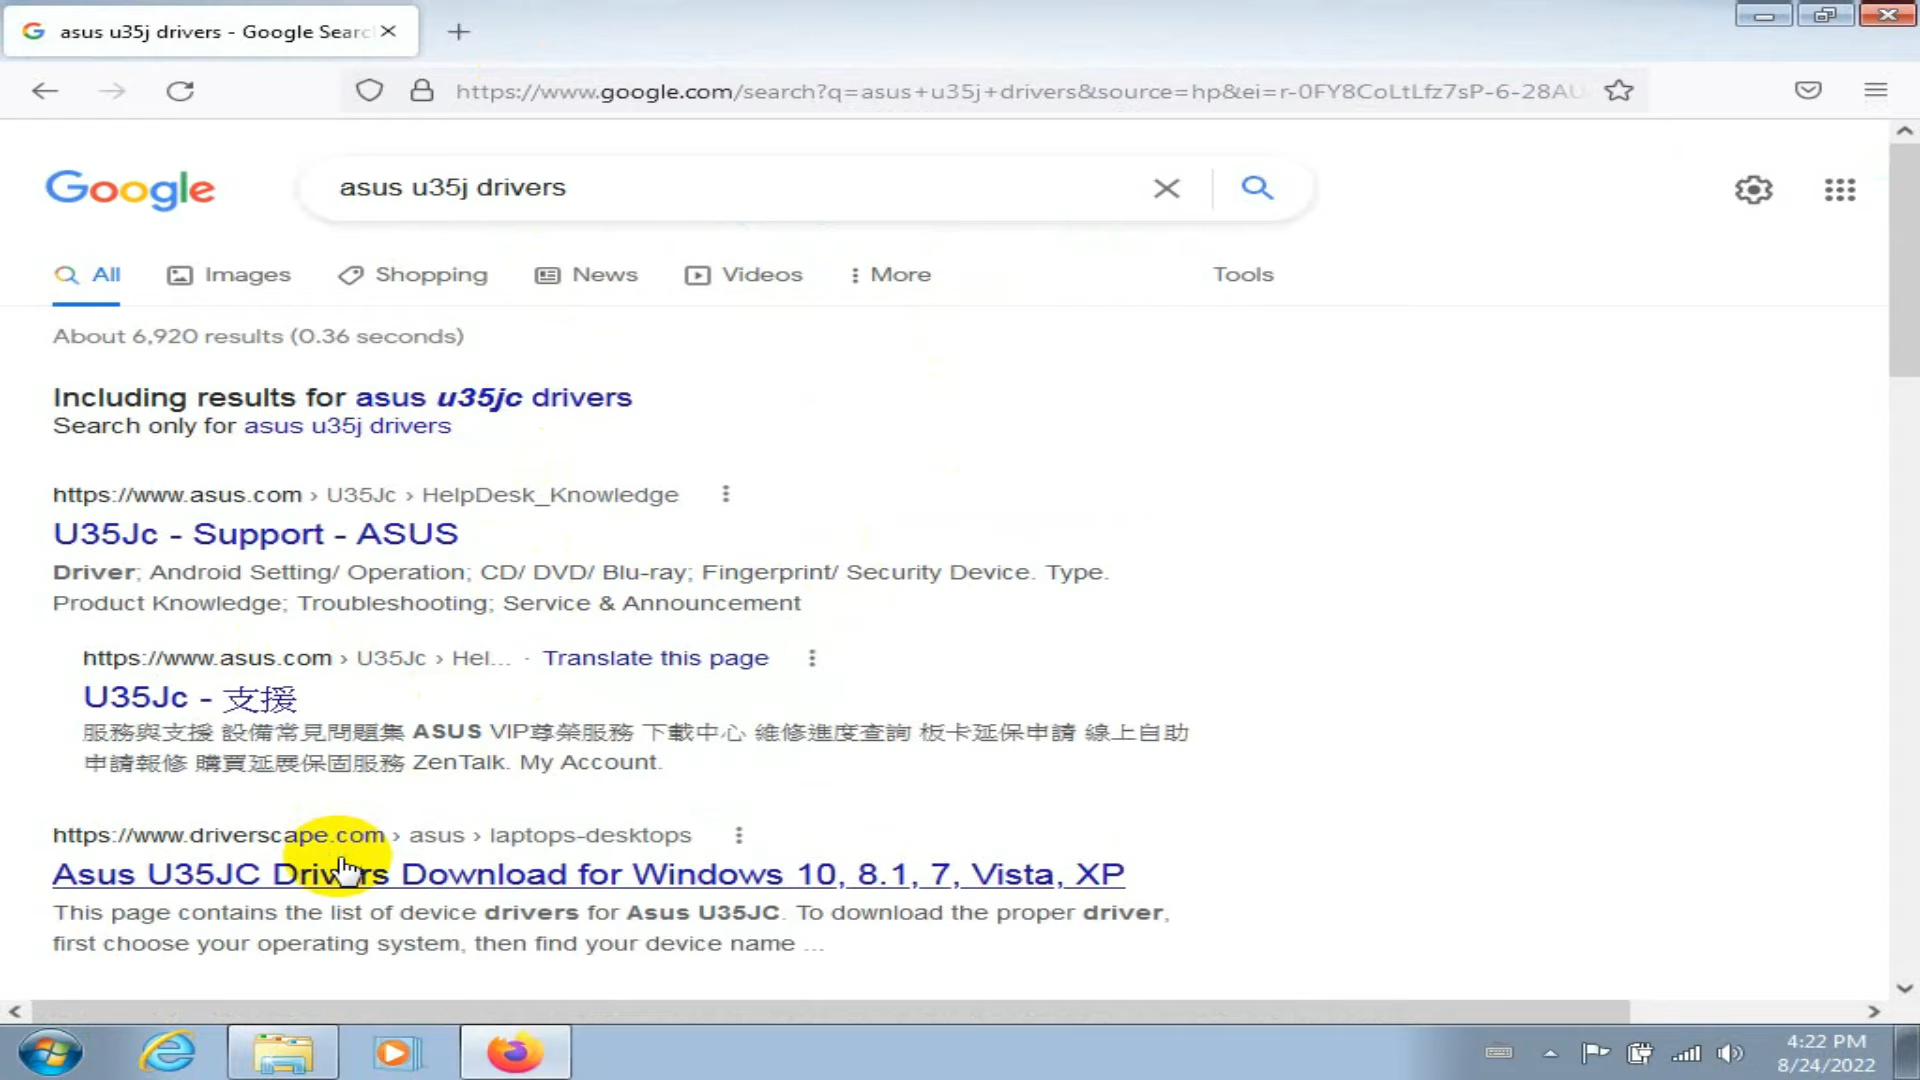 asus u35j drivers - Google Searc
https://www.google.com/search?q=asus+u35j+drivers&source=hp&ei=r-0FY8CoLtLfz7sP-6-28AU
Google
asus u35j drivers
All
Images
Shopping
News
Videos
More
Tools
About 6,920 results (0.36 seconds)
Including results for asus u35jc drivers
Search only for asus u35j drivers
https://www.asus.com › U35Jc › HelpDesk_Knowledge
U35Jc - Support - ASUS
Driver; Android Setting/ Operation; CD/ DVD/ Blu-ray; Fingerprint/ Security Device. Type.
Product Knowledge; Troubleshooting; Service & Announcement
https://www.asus.com › U35Jc › Hel... · Translate this page
U35Jc - 支援
服務與支援 設備常見問題集 ASUS VIP尊榮服務 下載中心 維修進度查詢 板卡延保申請 線上自助
申請報修 購買延展保固服務 ZenTalk. My Account.
https://www.driverscape.com › asus › laptops-desktops
Asus U35JC Drivers Download for Windows 10, 8.1, 7, Vista, XP
This page contains the list of device drivers for Asus U35JC. To download the proper driver,
first choose your operating system, then find your device name ...
4:22 PM
8/24/2022